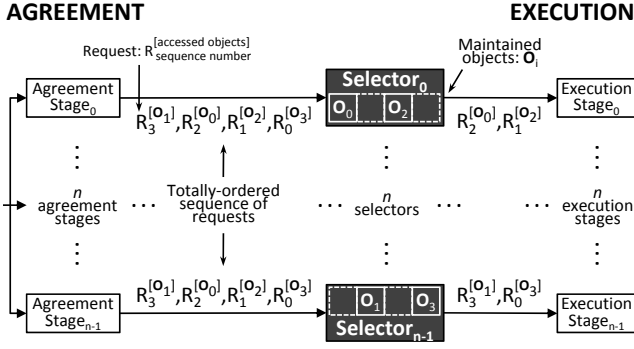 AGREEMENT
EXECUTION
Request: R[accessed objects] sequence number
Maintained objects: Oi
Agreement
Stage0
R3[O1],R2[O0],R1[O2],R0[O3]
Selector0
O0 O2
R2[O0],R1[O2]
Execution
Stage0
n
agreement
stages
Totally-ordered
sequence of
requests
n
selectors
n
execution
stages
Agreement
Stagen-1
R3[O1],R2[O0],R1[O2],R0[O3]
O1 O3
Selectorn-1
R3[O1],R0[O3]
Execution
Stagen-1